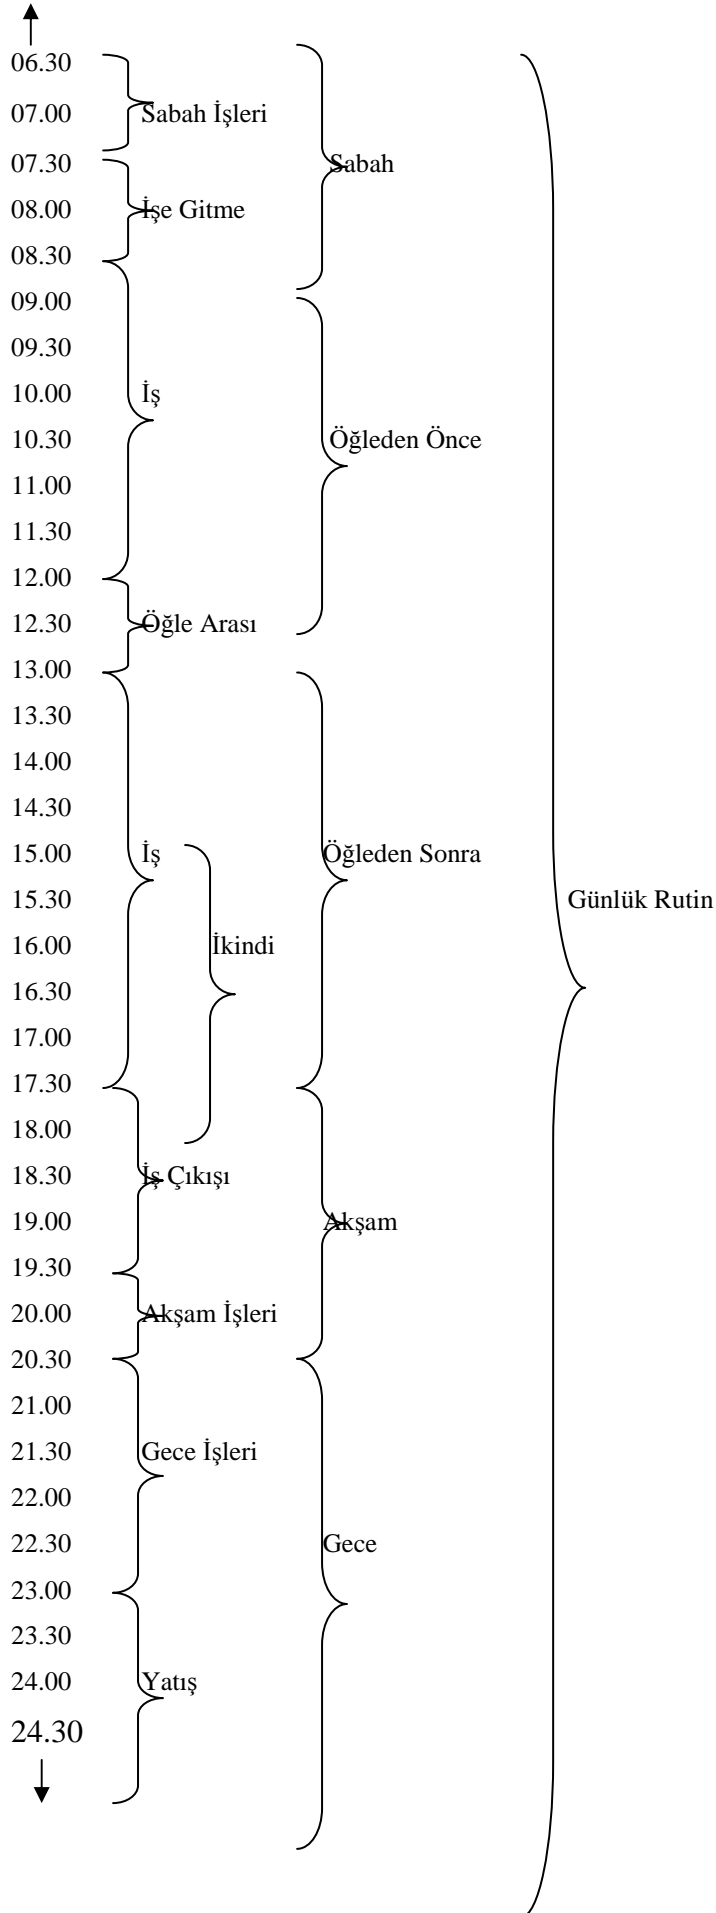 06.30
07.00 Sabah İşleri
07.30 Sabah
08.00 İşe Gitme
08.30
09.00
09.30
10.00 İş
10.30 Öğleden Önce
11.00
11.30
12.00
12.30 Öğle Arası
13.00
13.30
14.00
14.30
15.00 İş Öğleden Sonra
15.30 Günlük Rutin
16.00 İkindi
16.30
17.00
17.30
18.00
18.30 İş Çıkışı
19.00 Akşam
19.30
20.00 Akşam İşleri
20.30
21.00
21.30 Gece İşleri
22.00
22.30 Gece
23.00
23.30
24.00 Yatış
24.30